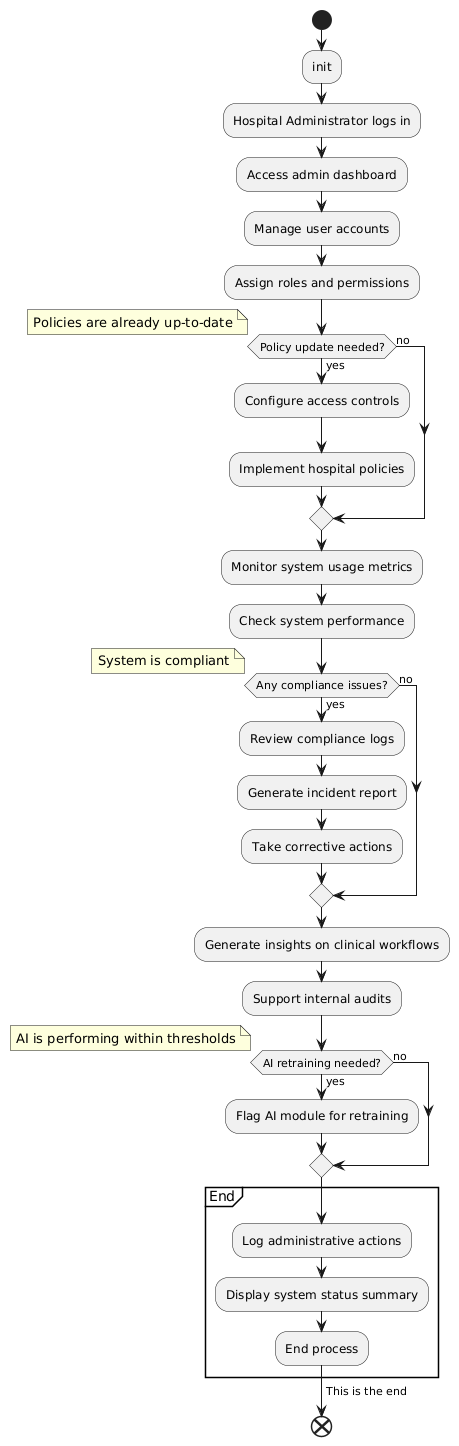 init
Hospital Administrator logs in
Access admin dashboard
Manage user accounts
Assign roles and permissions
Policies are already up-to-date
Policy update needed?
no
yes
Configure access controls
Implement hospital policies
Monitor system usage metrics
Check system performance
System is compliant
Any compliance issues?
no
yes
Review compliance logs
Generate incident report
Take corrective actions
Generate insights on clinical workflows
Support internal audits
AI is performing within thresholds
AI retraining needed?
no
yes
Flag AI module for retraining
End
Log administrative actions
Display system status summary
End process
This is the end